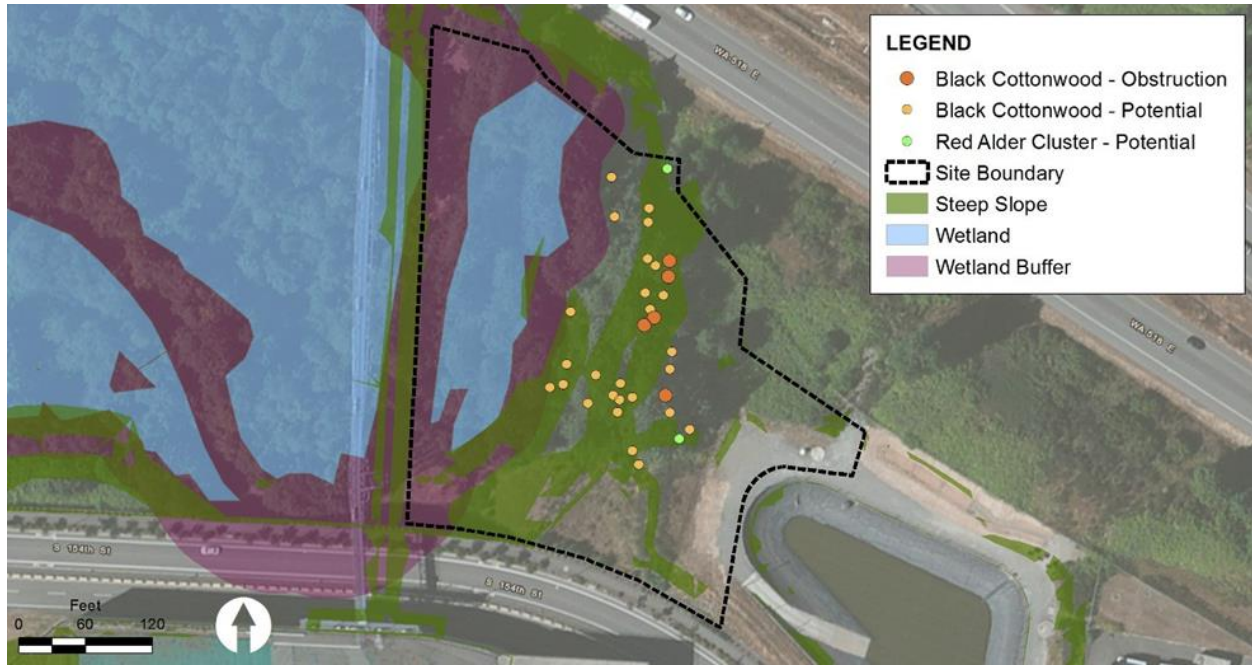 LEGEND
Black Cottonwood - Obstruction
Black Cottonwood - Potential
Red Alder Cluster - Potential
Site Boundary
Steep Slope
Wetland
Wetland Buffer
WA-518 E
WA-518 E
S 154th St
S 154th St
Feet
0 60 120